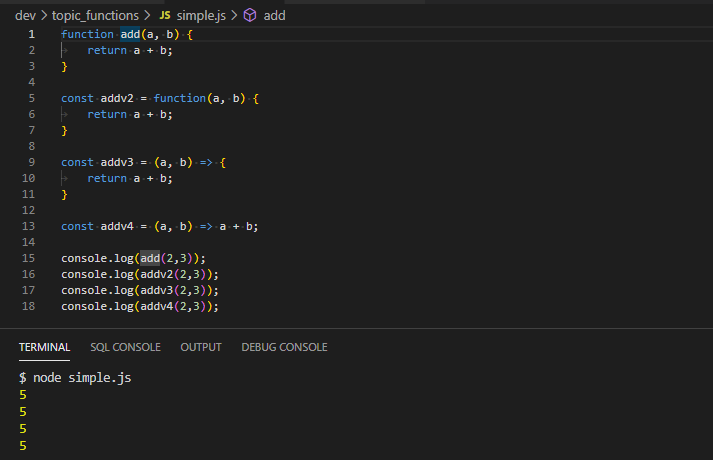 dev > topic_functions > JS simple.js > add
1 function add(a, b) {
2 return a + b;
3 }
4
5 const addv2 = function(a, b) {
6 return a + b;
7 }
8
9 const addv3 = (a, b) => {
10 return a + b;
11 }
12
13 const addv4 = (a, b) => a + b;
14
15 console.log(add(2,3));
16 console.log(addv2(2,3));
17 console.log(addv3(2,3));
18 console.log(addv4(2,3));
TERMINAL SQL CONSOLE OUTPUT DEBUG CONSOLE
$ node simple.js
5
5
5
5